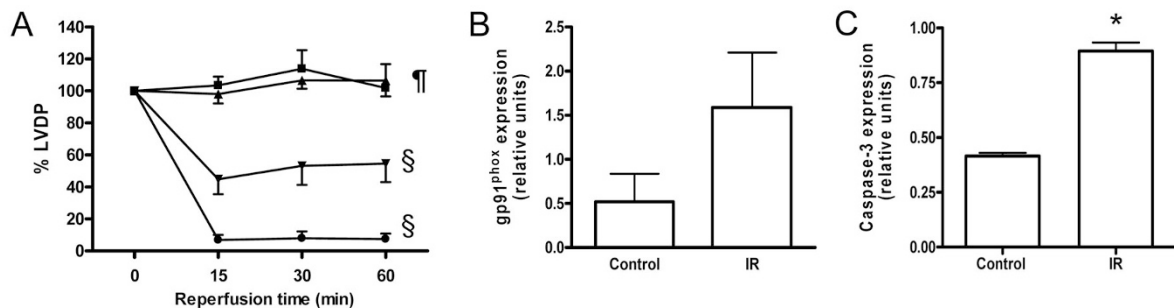 A
% LVDP
140
120
100
80
60
40
20
0
¶
§
§
0 15 30 60
Reperfusion time (min)
B
gp91phox expression
(relative units)
2.5
2.0
1.5
1.0
0.5
0.0
Control IR
C
Caspase-3 expression
(relative units)
1.00
0.75
0.50
0.25
0.00
*
Control IR